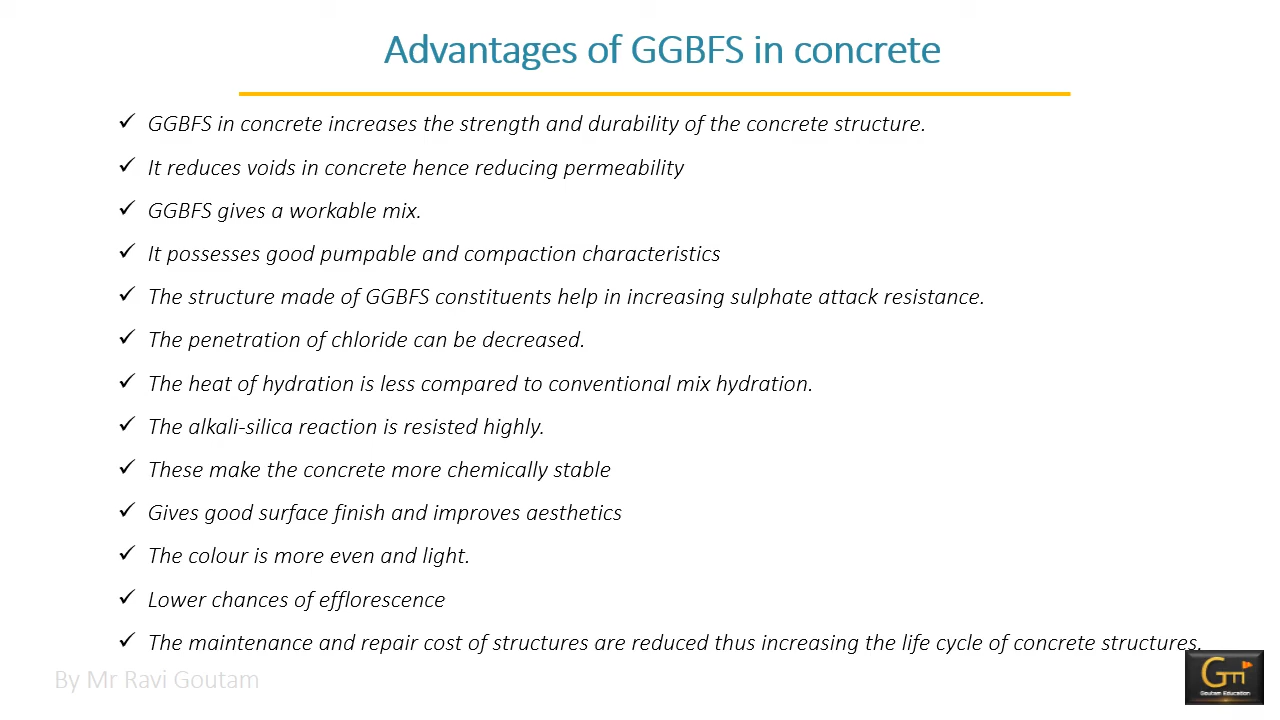 Advantages of GGBFS in concrete
✓ GGBFS in concrete increases the strength and durability of the concrete structure.
✓ It reduces voids in concrete hence reducing permeability
✓ GGBFS gives a workable mix.
✓ It possesses good pumpable and compaction characteristics
✓ The structure made of GGBFS constituents help in increasing sulphate attack resistance.
✓ The penetration of chloride can be decreased.
✓ The heat of hydration is less compared to conventional mix hydration.
✓ The alkali-silica reaction is resisted highly.
✓ These make the concrete more chemically stable
✓ Gives good surface finish and improves aesthetics
✓ The colour is more even and light.
✓ Lower chances of efflorescence
✓ The maintenance and repair cost of structures are reduced thus increasing the life cycle of concrete structures.
By Mr Ravi Goutam
Goutam Education